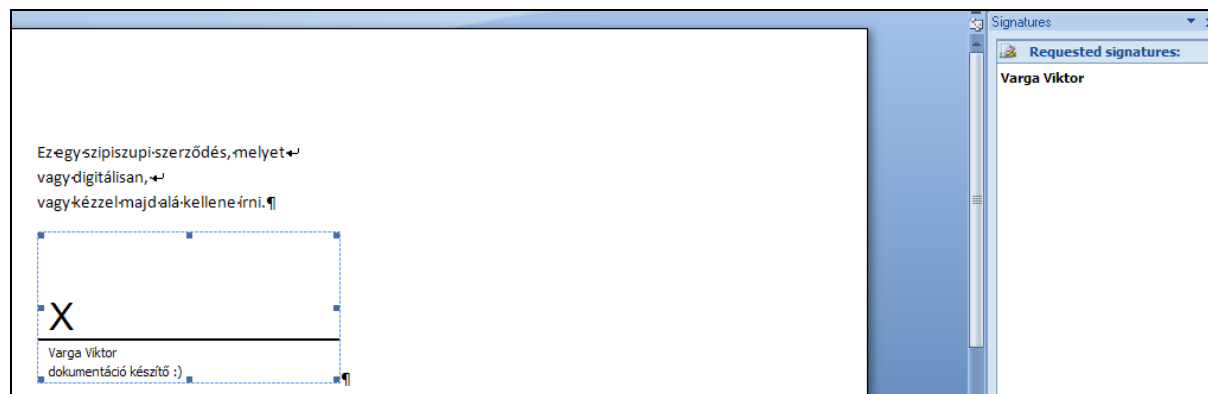 Signatures
Requested signatures:
Varga Viktor
Ez egy szipiszupi szerződés, melyet
vagy digitálisan,
vagy kézzel majd alá kellene írni.
X
Varga Viktor
dokumentáció készítő :)